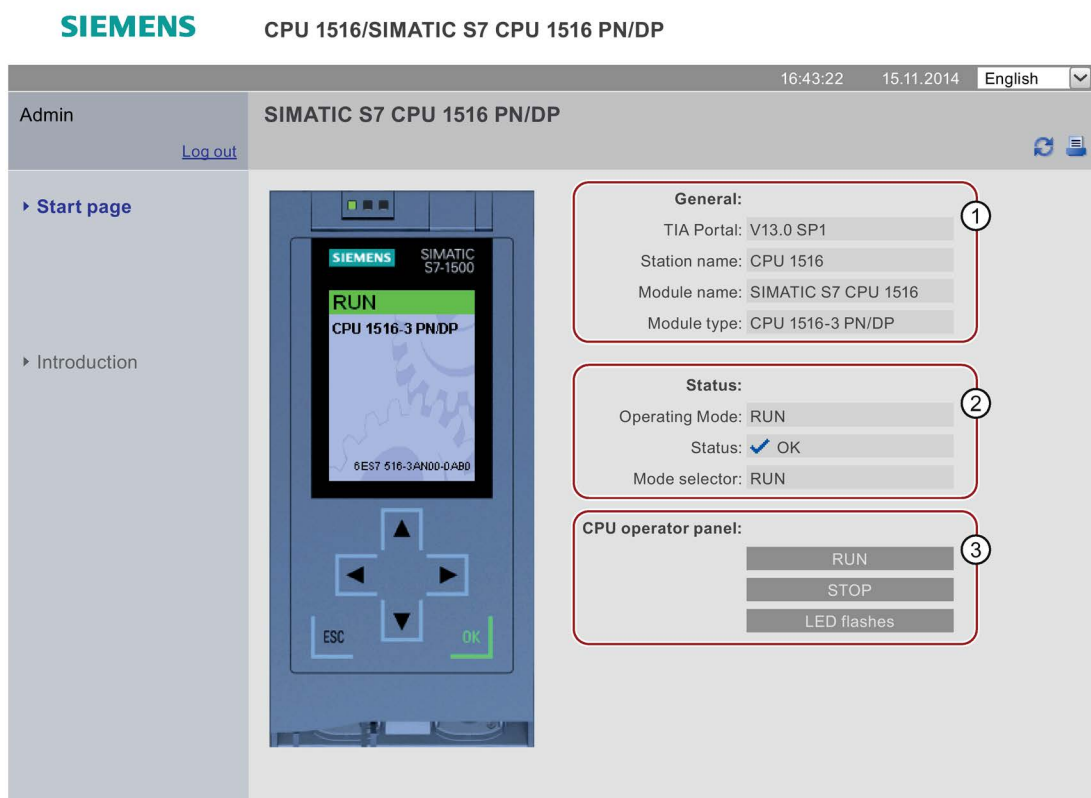 SIEMENS CPU 1516/SIMATIC S7 CPU 1516 PN/DP
16:43:22 15.11.2014 English
Admin
SIMATIC S7 CPU 1516 PN/DP
Log out
Start page
Introduction
SIEMENS SIMATIC
S7-1500
RUN
CPU 1516-3 PN/DP
6ES7 516-3AN00-0AB0
ESC OK
General:
TIA Portal: V13.0 SP1
Station name: CPU 1516
Module name: SIMATIC S7 CPU 1516
Module type: CPU 1516-3 PN/DP
1
Status:
Operating Mode: RUN
Status: OK
Mode selector: RUN
2
CPU operator panel:
RUN
STOP
LED flashes
3